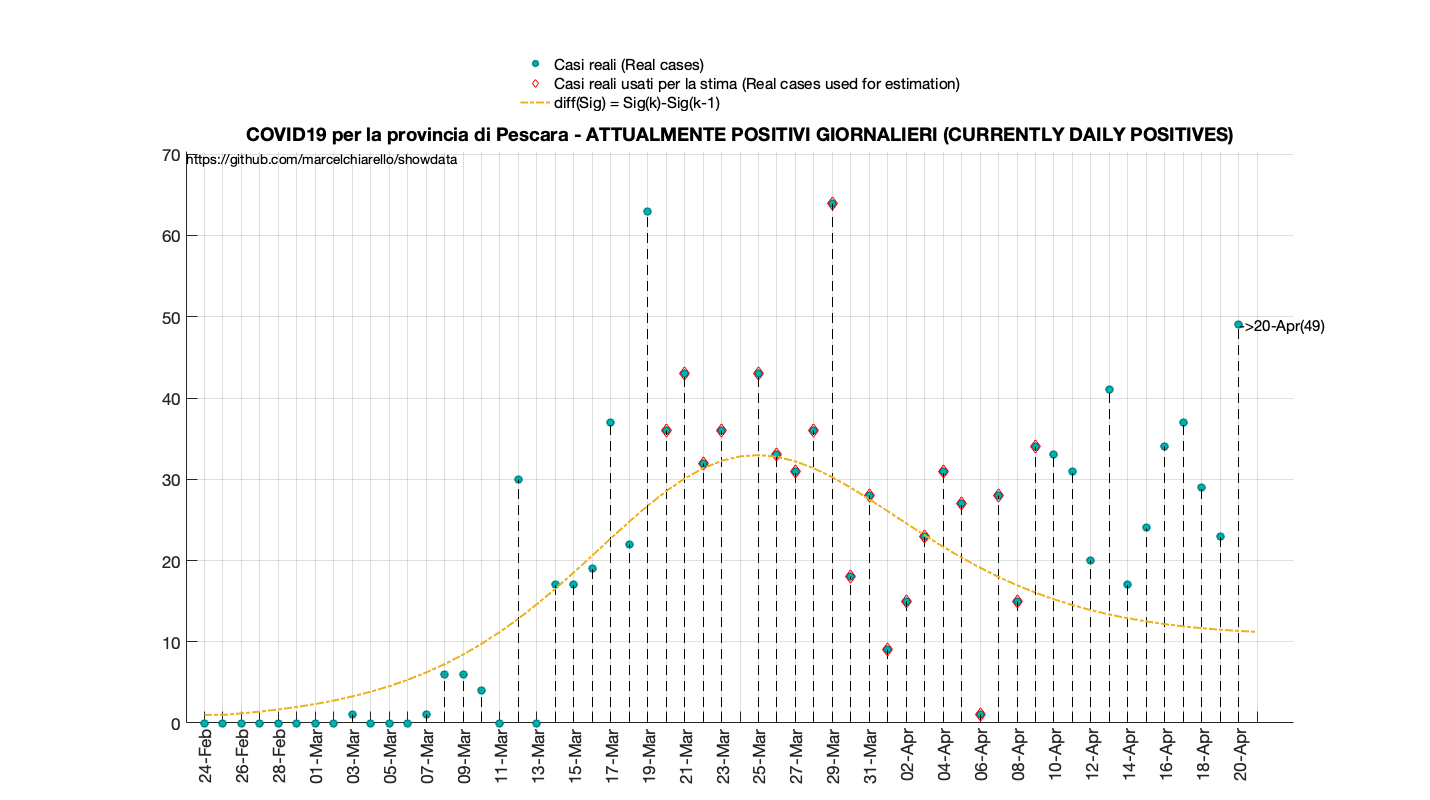 Casi reali (Real cases)
Casi reali usati per la stima (Real cases used for estimation)
diff(Sig) = Sig(k)-Sig(k-1)
COVID19 per la provincia di Pescara - ATTUALMENTE POSITIVI GIORNALIERI (CURRENTLY DAILY POSITIVES)
https://github.com/marcelchiarello/showdata
70
60
50
40
30
20
10
0
->20-Apr(49)
24-Feb
26-Feb
28-Feb
01-Mar
03-Mar
05-Mar
07-Mar
09-Mar
11-Mar
13-Mar
15-Mar
17-Mar
19-Mar
21-Mar
23-Mar
25-Mar
27-Mar
29-Mar
31-Mar
02-Apr
04-Apr
06-Apr
08-Apr
10-Apr
12-Apr
14-Apr
16-Apr
18-Apr
20-Apr